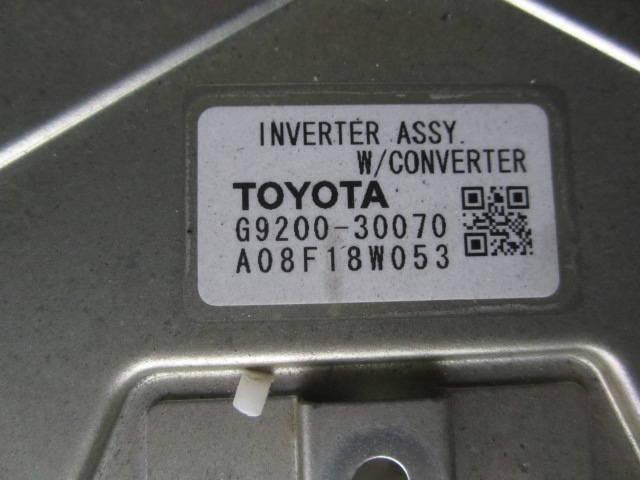 INVERTER ASSY.
W/CONVERTER
TOYOTA
G9200-30070
A08F18W053